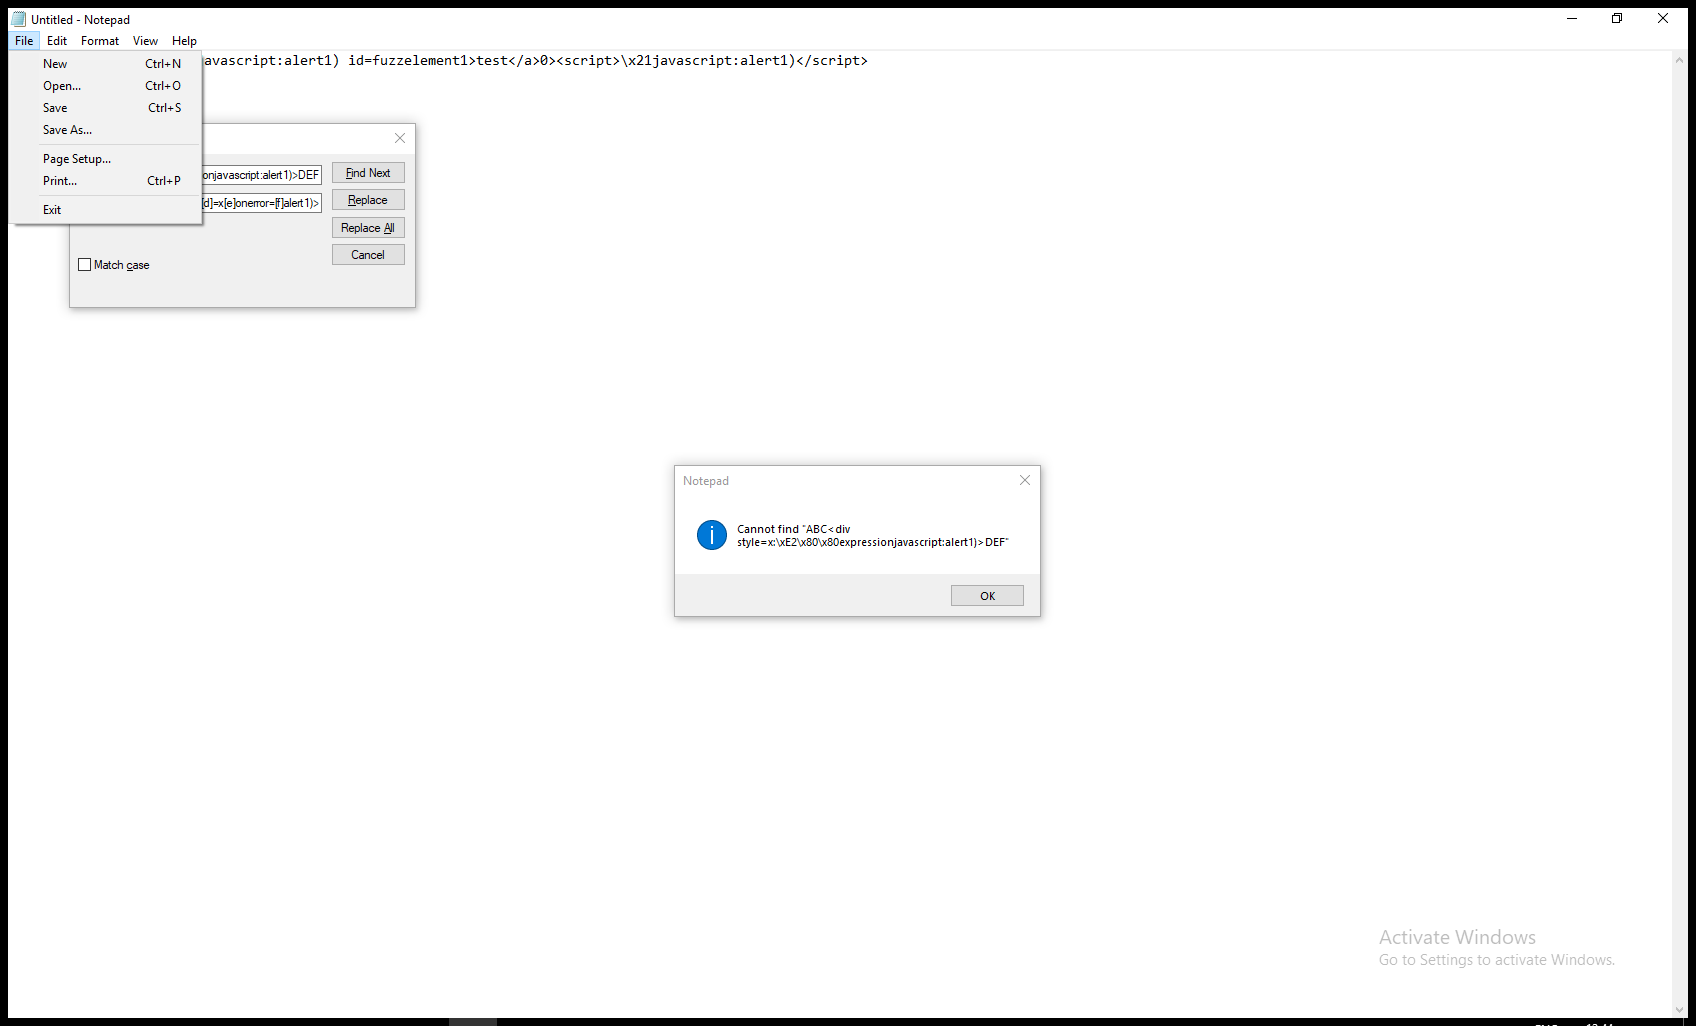 Untitled - Notepad
File Edit Format View Help
avascript:alert1) id=fuzzelement1>test</a>0><script>\x21javascript:alert1)</script>
New Ctrl+N
Open... Ctrl+O
Save Ctrl+S
Save As...
Page Setup...
Print... Ctrl+P
Exit
onjavascript:alert1)>DEF
[d]=x[e]onerror=[f]alert1)>
Find Next
Replace
Replace All
Cancel
Match case
Notepad
Cannot find "ABC<div
style=x:\xE2\x80\x80expressionjavascript:alert1)>DEF"
OK
Activate Windows
Go to Settings to activate Windows.